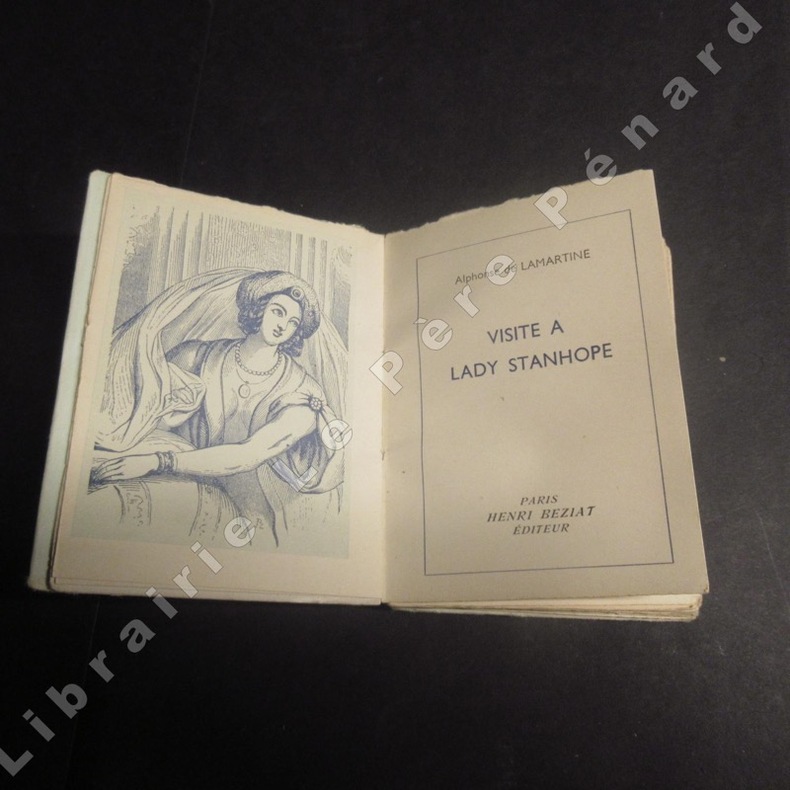 Alphonse de LAMARTINE
VISITE A
LADY STANHOPE
PARIS
HENRI BEZIAT
ÉDITEUR
Librairie Le Père Pénard